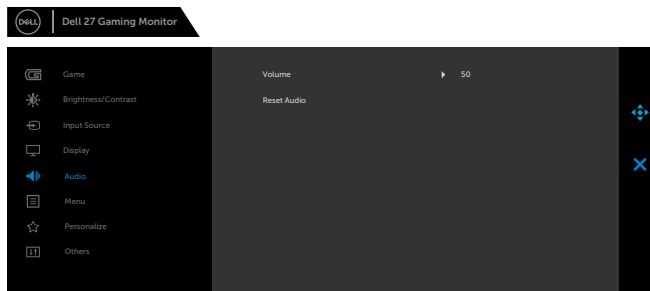 DELL
Dell 27 Gaming Monitor
Game
Brightness/Contrast
Input Source
Display
Audio
Menu
Personalize
Others
Volume 50
Reset Audio